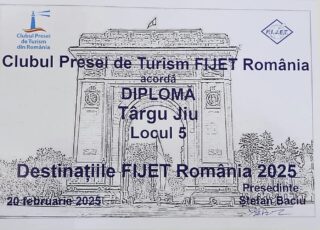 Clubul Presei
de Turism
din România
F.I.J.E.T.
Clubul Presei de Turism FIJET România
acordă
DIPLOMA
Târgu Jiu
Locul 5
Destinațiile FIJET România 2025
20 februarie 2025
Președinte
Ștefan Baciu